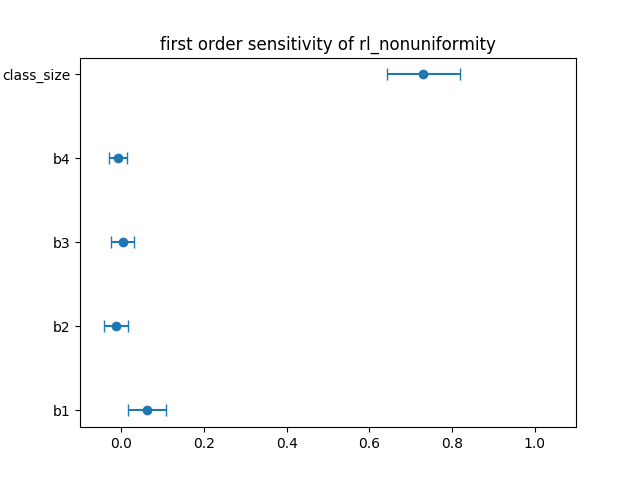 first order sensitivity of rl_nonuniformity
class_size
b4
b3
b2
b1
0.0 0.2 0.4 0.6 0.8 1.0